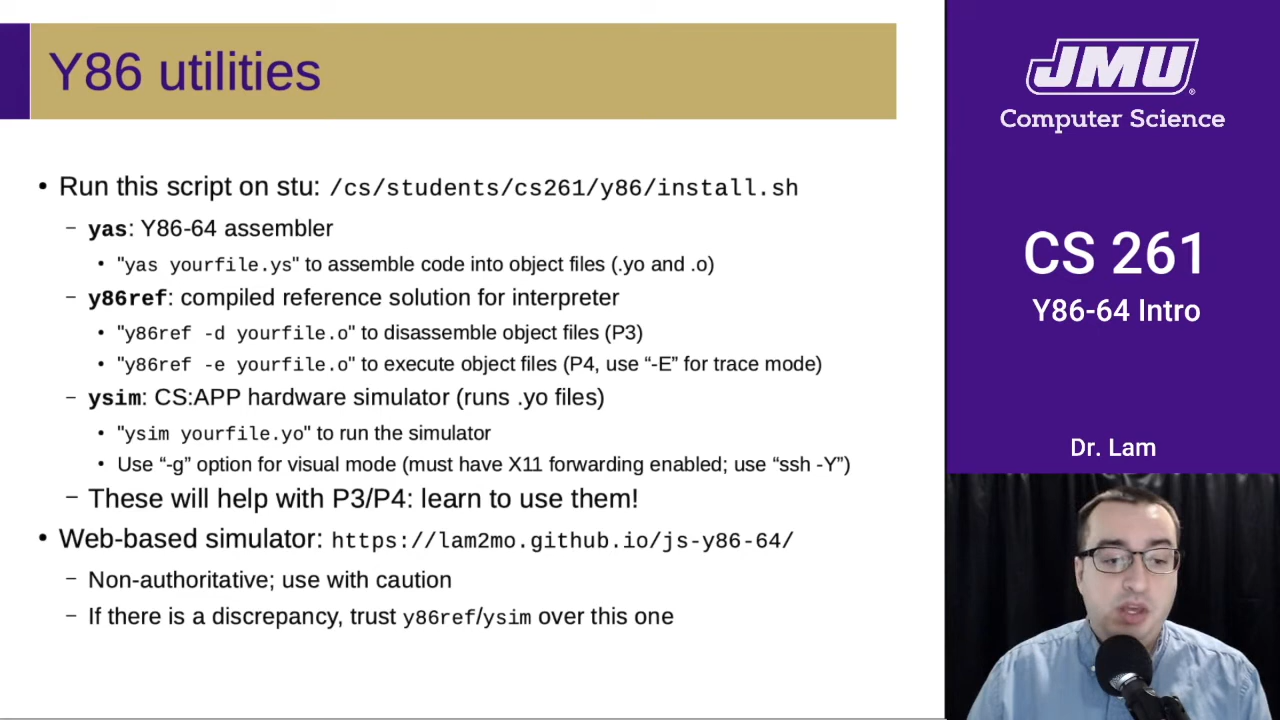 Y86 utilities
• Run this script on stu: /cs/students/cs261/y86/install.sh
– yas: Y86-64 assembler
• "yas yourfile.ys" to assemble code into object files (.yo and .o)
– y86ref: compiled reference solution for interpreter
• "y86ref -d yourfile.o" to disassemble object files (P3)
• "y86ref -e yourfile.o" to execute object files (P4, use “-E” for trace mode)
– ysim: CS:APP hardware simulator (runs .yo files)
• "ysim yourfile.yo" to run the simulator
• Use “-g” option for visual mode (must have X11 forwarding enabled; use “ssh -Y”)
– These will help with P3/P4: learn to use them!
• Web-based simulator: https://lam2mo.github.io/js-y86-64/
– Non-authoritative; use with caution
– If there is a discrepancy, trust y86ref/ysim over this one
JMU®
Computer Science
CS 261
Y86-64 Intro
Dr. Lam